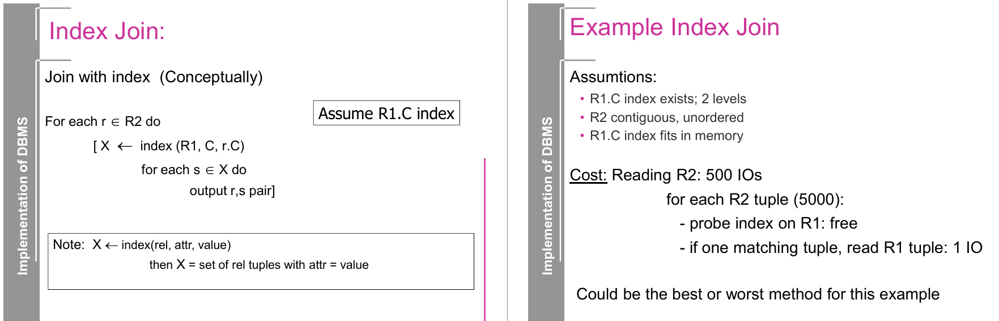 Index Join:
Join with index (Conceptually)
Assume R1.C index
For each r ∈ R2 do
[ X ← index (R1, C, r.C)
for each s ∈ X do
output r,s pair]
Note: X ← index(rel, attr, value)
then X = set of rel tuples with attr = value
Implementation of DBMS
Example Index Join
Assumtions:
• R1.C index exists; 2 levels
• R2 contiguous, unordered
• R1.C index fits in memory
Cost: Reading R2: 500 IOs
for each R2 tuple (5000):
- probe index on R1: free
- if one matching tuple, read R1 tuple: 1 IO
Could be the best or worst method for this example
Implementation of DBMS